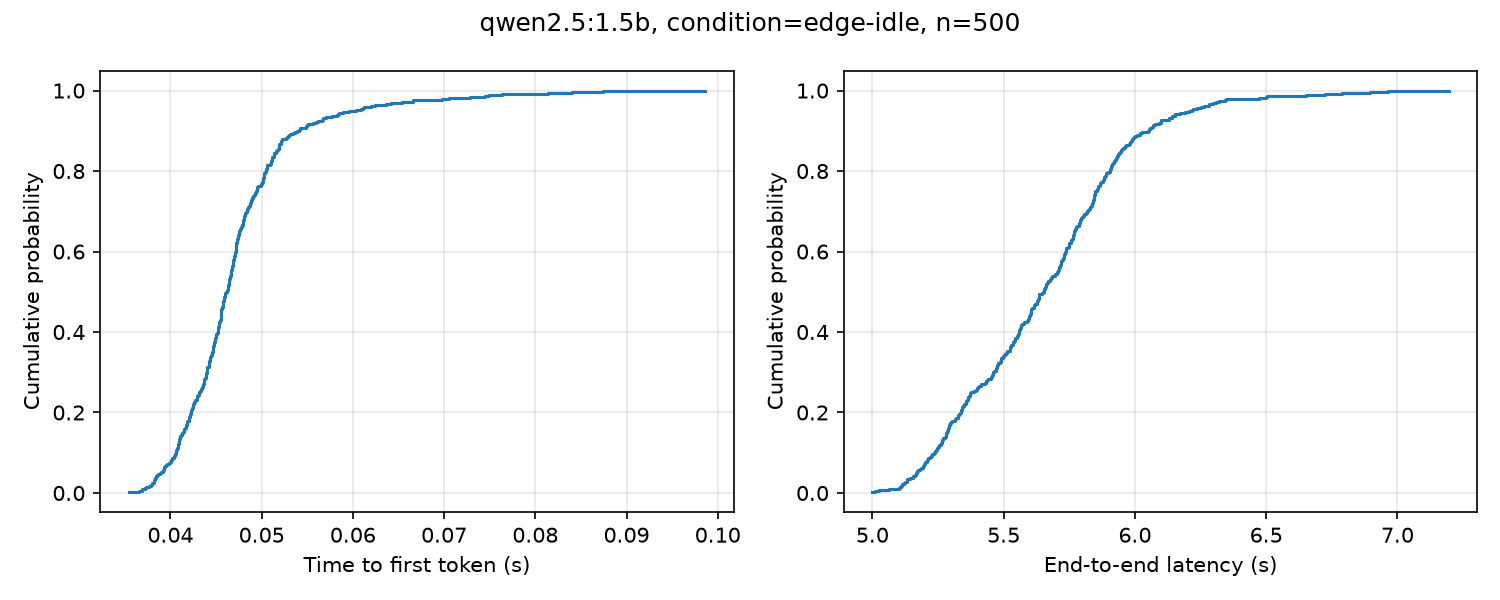 qwen2.5:1.5b, condition=edge-idle, n=500
Cumulative probability
1.0
0.8
0.6
0.4
0.2
0.0
0.04 0.05 0.06 0.07 0.08 0.09 0.10
Time to first token (s)
Cumulative probability
1.0
0.8
0.6
0.4
0.2
0.0
5.0 5.5 6.0 6.5 7.0
End-to-end latency (s)